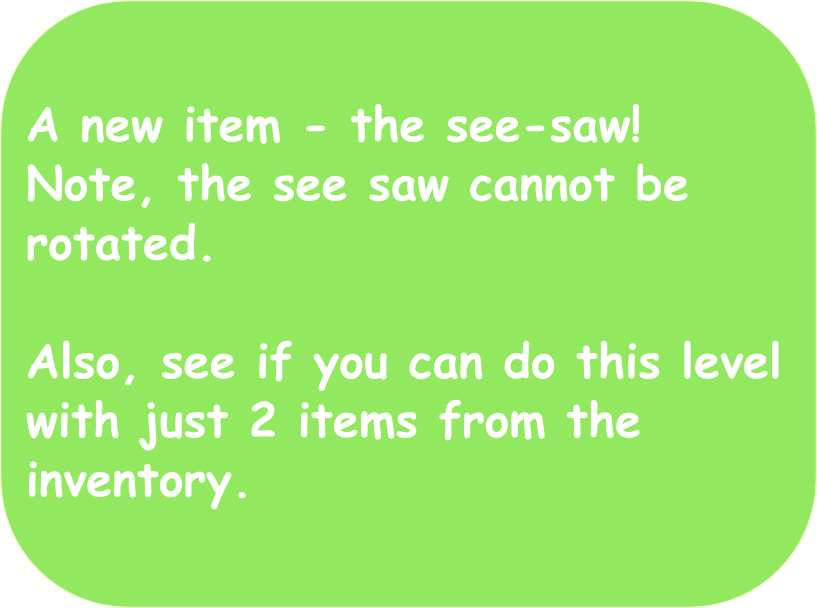 A new item - the see-saw!
Note, the see saw cannot be
rotated.
Also, see if you can do this level
with just 2 items from the
inventory.